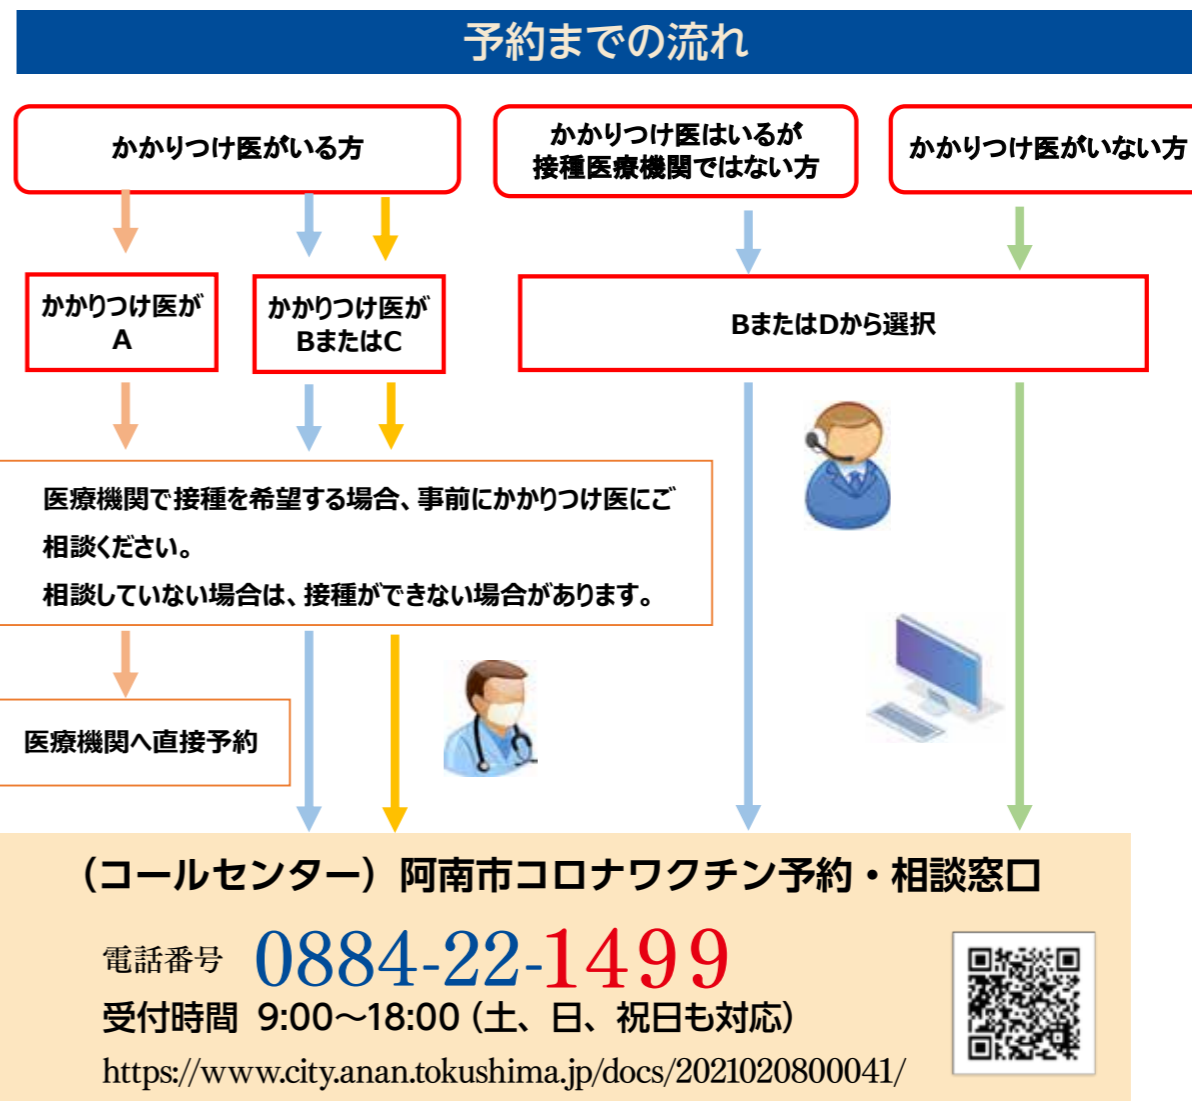 予約までの流れ
かかりつけ医がいる方
かかりつけ医はいるが
接種医療機関ではない方
かかりつけ医がいない方
かかりつけ医が
A
かかりつけ医が
BまたはC
BまたはDから選択
医療機関で接種を希望する場合、事前にかかりつけ医にご
相談ください。
相談していない場合は、接種ができない場合があります。
医療機関へ直接予約
（コールセンター）阿南市コロナワクチン予約・相談窓口
電話番号 0884-22-1499
受付時間 9:00～18:00（土、日、祝日も対応）
https://www.city.anan.tokushima.jp/docs/2021020800041/